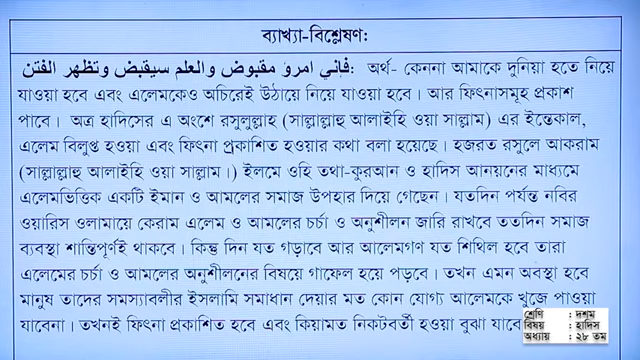 ব্যাখ্যা-বিশ্লেষণ:
فاني امرؤ مقبوض والعلم سيقبض وتظهر الفتن: অর্থ- কেননা আমাকে দুনিয়া হতে নিয়ে
যাওয়া হবে এবং এলেমকেও অচিরেই উঠায়ে নিয়ে যাওয়া হবে। আর ফিৎনাসমূহ প্রকাশ
পাবে। অত্র হাদিসের এ অংশে রসুলুল্লাহ (সাল্লাল্লাহু আলাইহি ওয়া সাল্লাম) এর ইন্তেকাল,
এলেম বিলুপ্ত হওয়া এবং ফিৎনা প্রকাশিত হওয়ার কথা বলা হয়েছে। হজরত রসুলে আকরাম
(সাল্লাল্লাহু আলাইহি ওয়া সাল্লাম।) ইলমে ওহি তথা-কুরআন ও হাদিস আনয়নের মাধ্যমে
এলেমভিত্তিক একটি ইমান ও আমলের সমাজ উপহার দিয়ে গেছেন। যতদিন পর্যন্ত নবির
ওয়ারিস ওলামায়ে কেরাম এলেম ও আমলের চর্চা ও অনুশীলন জারি রাখবে ততদিন সমাজ
ব্যবস্থা শান্তিপূর্ণই থাকবে। কিন্তু দিন যত গড়াবে আর আলেমগণ যত শিথিল হবে তারা
এলেমের চর্চা ও আমলের অনুশীলনের বিষয়ে গাফেল হয়ে পড়বে। তখন এমন অবস্থা হবে
মানুষ তাদের সমস্যাবলীর ইসলামি সমাধান দেয়ার মত কোন যোগ্য আলেমকে খুঁজে পাওয়া
যাবেনা। তখনই ফিৎনা প্রকাশিত হবে এবং কিয়ামত নিকটবর্তী হওয়া বুঝা যাবে
শ্রেণি : দশম
বিষয় : হাদিস
অধ্যায় : ২৮ তম